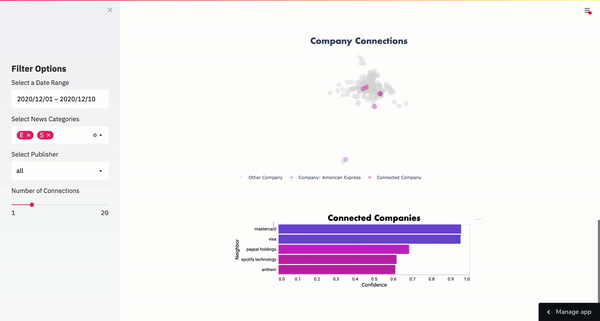 Filter Options
Select a Date Range
2020/12/01 – 2020/12/10
Select News Categories
E ×
S ×
Select Publisher
all
Number of Connections
1
20
Company Connections
Other Company
Company: American Express
Connected Company
Connected Companies
Neighbor
mastercard
visa
paypal holdings
spotify technology
anthem
0.0 0.1 0.2 0.3 0.4 0.5 0.6 0.7 0.8 0.9 1.0
Confidence
< Manage app